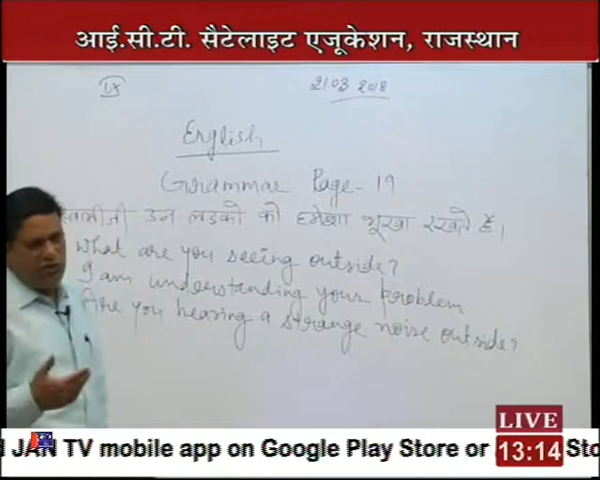 आई.सी.टी. सैटेलाइट एजूकेशन, राजस्थान
IX
21 03 2018
English
Grammar Page - 19
उन लड़को को हमेशा भूखा रखते हैं।
What are you seeing outside?
I am understanding your problem
Are you hearing a strange noise outside?
LIVE
JAN TV mobile app on Google Play Store or
13:14
Sto